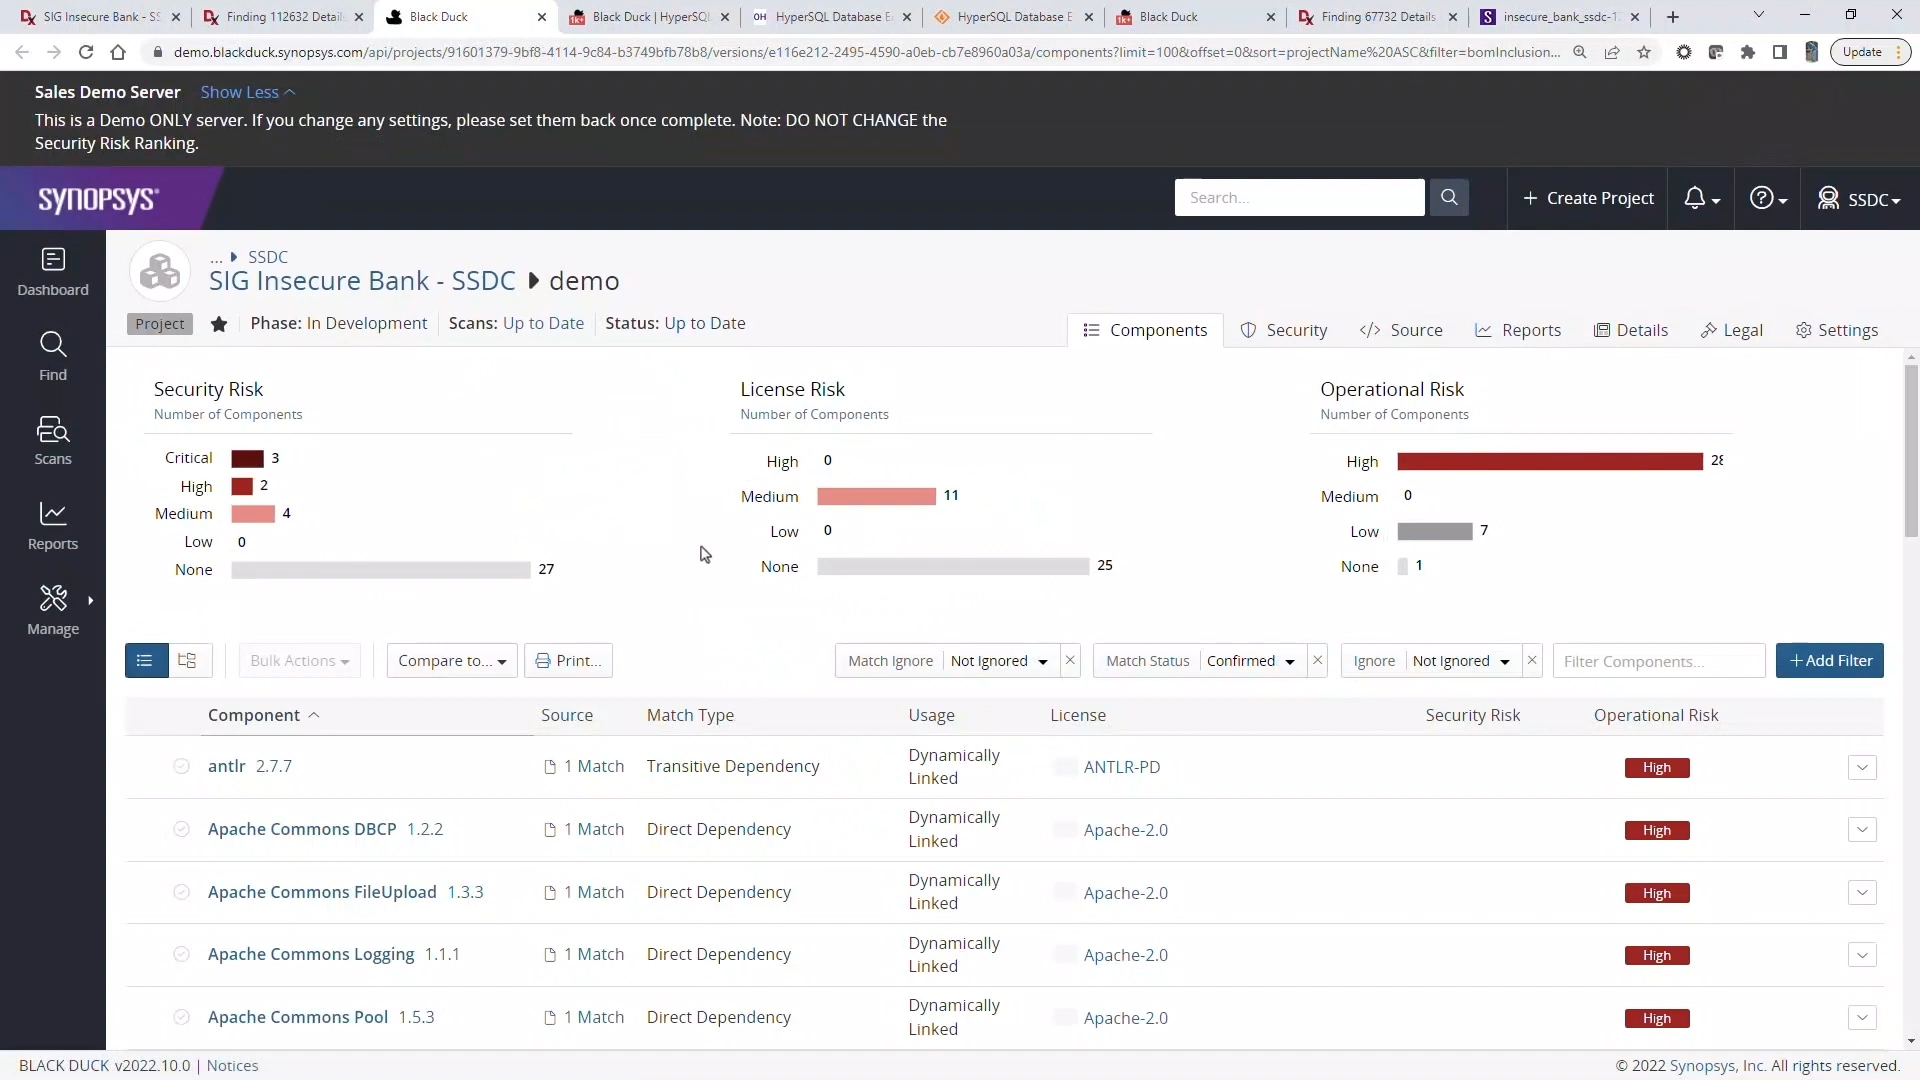 SIG Insecure Bank - SS
Finding 112632 Details
Black Duck
Black Duck | HyperSQL
HyperSQL Database E
HyperSQL Database E
Black Duck
Finding 67732 Details
insecure_bank_ssdc-1
demo.blackduck.synopsys.com/api/projects/91601379-9bf8-4114-9c84-b3749bfb78b8/versions/e116e212-2495-4590-a0eb-cb7e8960a03a/components?limit=100&offset=0&sort=projectName%20ASC&filter=bomInclusion...
Update
Sales Demo Server Show Less
This is a Demo ONLY server. If you change any settings, please set them back once complete. Note: DO NOT CHANGE the
Security Risk Ranking.
SYNOPSYS®
Search...
+ Create Project
SSDC
Dashboard
Find
Scans
Reports
Manage
... SSDC
SIG Insecure Bank - SSDC demo
Project
Phase: In Development
Scans: Up to Date
Status: Up to Date
Components
Security
Source
Reports
Details
Legal
Settings
Security Risk
Number of Components
Critical 3
High 2
Medium 4
Low 0
None 27
License Risk
Number of Components
High 0
Medium 11
Low 0
None 25
Operational Risk
Number of Components
High 28
Medium 0
Low 7
None 1
Bulk Actions
Compare to...
Print...
Match Ignore Not Ignored
Match Status Confirmed
Ignore Not Ignored
Filter Components...
+ Add Filter
Component Source Match Type Usage License Security Risk Operational Risk
antlr 2.7.7 1 Match Transitive Dependency Dynamically Linked ANTLR-PD High
Apache Commons DBCP 1.2.2 1 Match Direct Dependency Dynamically Linked Apache-2.0 High
Apache Commons FileUpload 1.3.3 1 Match Direct Dependency Dynamically Linked Apache-2.0 High
Apache Commons Logging 1.1.1 1 Match Direct Dependency Dynamically Linked Apache-2.0 High
Apache Commons Pool 1.5.3 1 Match Direct Dependency Dynamically Linked Apache-2.0 High
BLACK DUCK v2022.10.0 | Notices
© 2022 Synopsys, Inc. All rights reserved.